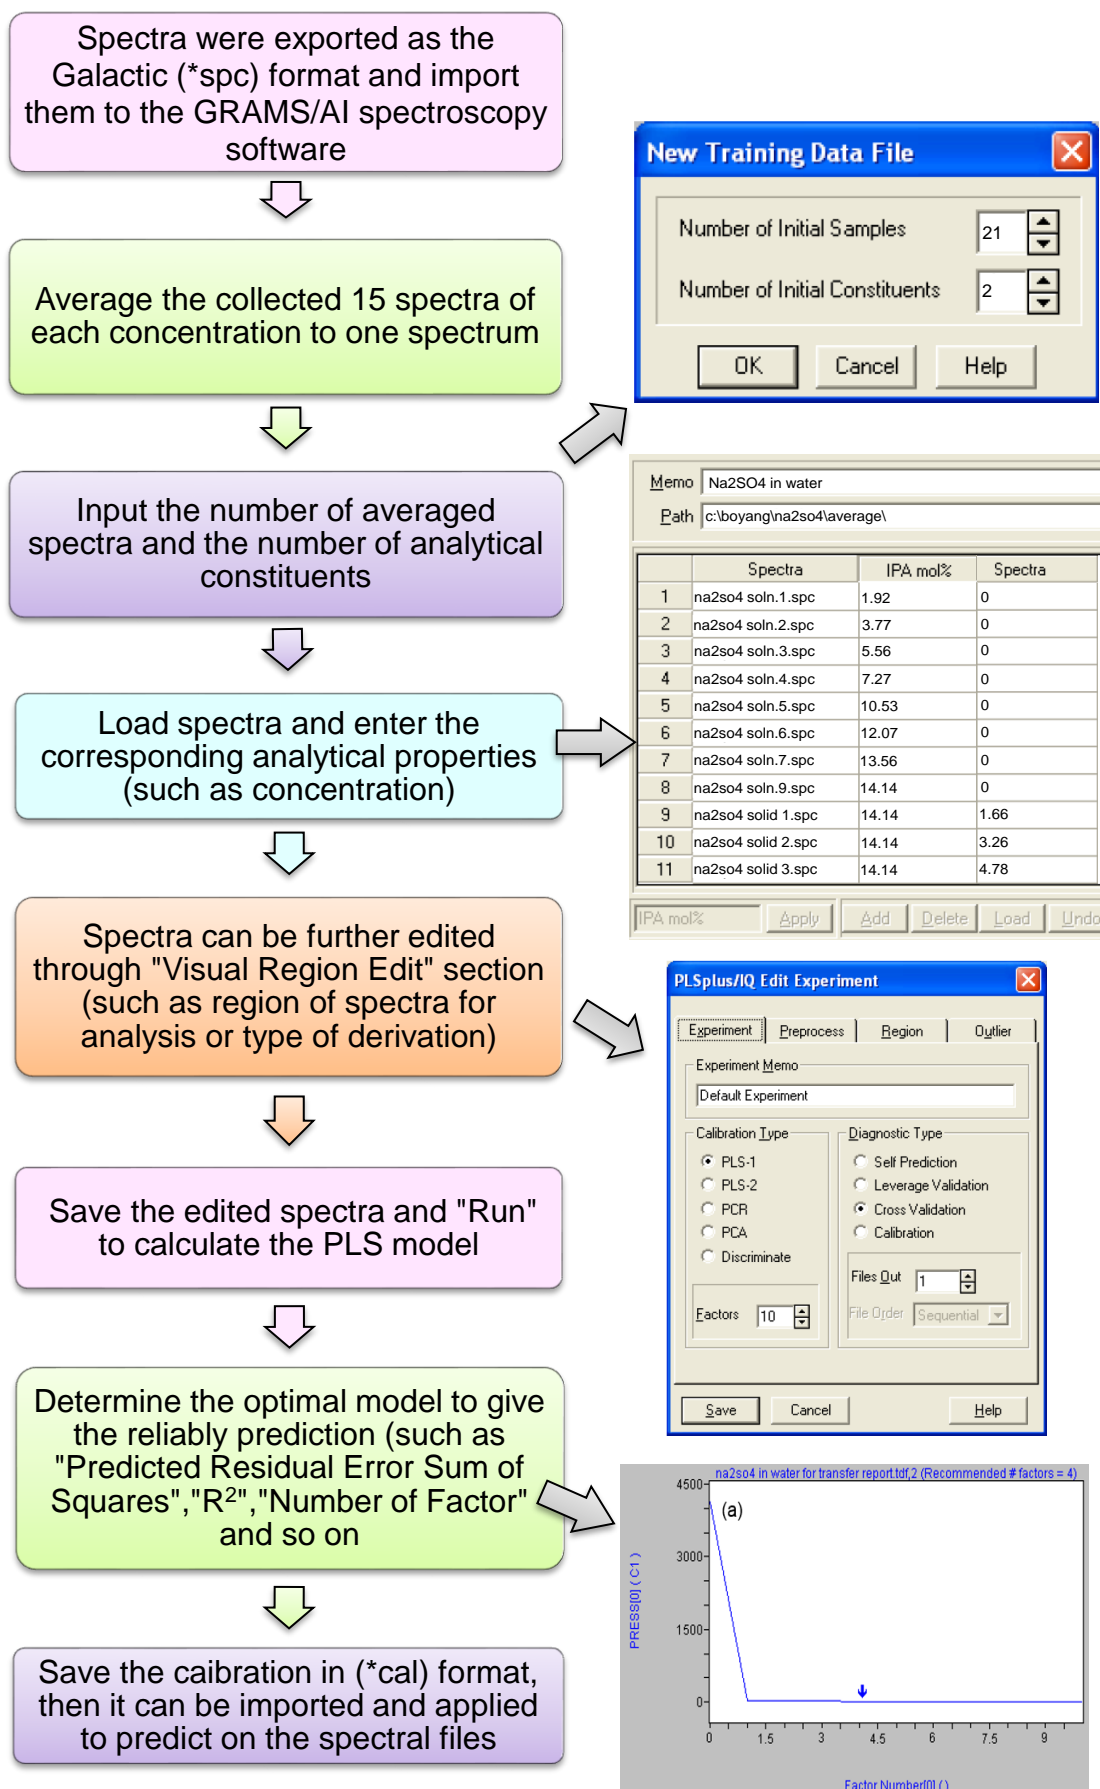 Spectra were exported as the
Galactic (*spc) format and import
them to the GRAMS/AI spectroscopy
software
Average the collected 15 spectra of
each concentration to one spectrum
Input the number of averaged
spectra and the number of analytical
constituents
Load spectra and enter the
corresponding analytical properties
(such as concentration)
Spectra can be further edited
through "Visual Region Edit" section
(such as region of spectra for
analysis or type of derivation)
Save the edited spectra and "Run"
to calculate the PLS model
Determine the optimal model to give
the reliably prediction (such as
"Predicted Residual Error Sum of
Squares","R²","Number of Factor"
and so on
Save the caibration in (*cal) format,
then it can be imported and applied
to predict on the spectral files
New Training Data File
Number of Initial Samples 21
Number of Initial Constituents 2
OK Cancel Help
Memo Na2SO4 in water
Path c:\boyang\na2so4\average\
Spectra IPA mol% Spectra
1 na2so4 soln.1.spc 1.92 0
2 na2so4 soln.2.spc 3.77 0
3 na2so4 soln.3.spc 5.56 0
4 na2so4 soln.4.spc 7.27 0
5 na2so4 soln.5.spc 10.53 0
6 na2so4 soln.6.spc 12.07 0
7 na2so4 soln.7.spc 13.56 0
8 na2so4 soln.9.spc 14.14 0
9 na2so4 solid 1.spc 14.14 1.66
10 na2so4 solid 2.spc 14.14 3.26
11 na2so4 solid 3.spc 14.14 4.78
IPA mol% Apply Add Delete Load Undo
PLSplus/IQ Edit Experiment
Experiment Preprocess Region Outlier
Experiment Memo
Default Experiment
Calibration Type Diagnostic Type
PLS-1 Self Prediction
PLS-2 Leverage Validation
PCR Cross Validation
PCA Calibration
Discriminate
Files Out 1
Factors 10 File Order Sequential
Save Cancel Help
na2so4 in water for transfer report.tdf,2 (Recommended # factors = 4)
(a)
4500
3000
1500
0
PRESS[0] ( C1 )
0 1.5 3 4.5 6 7.5 9
Factor Number[0] ( )